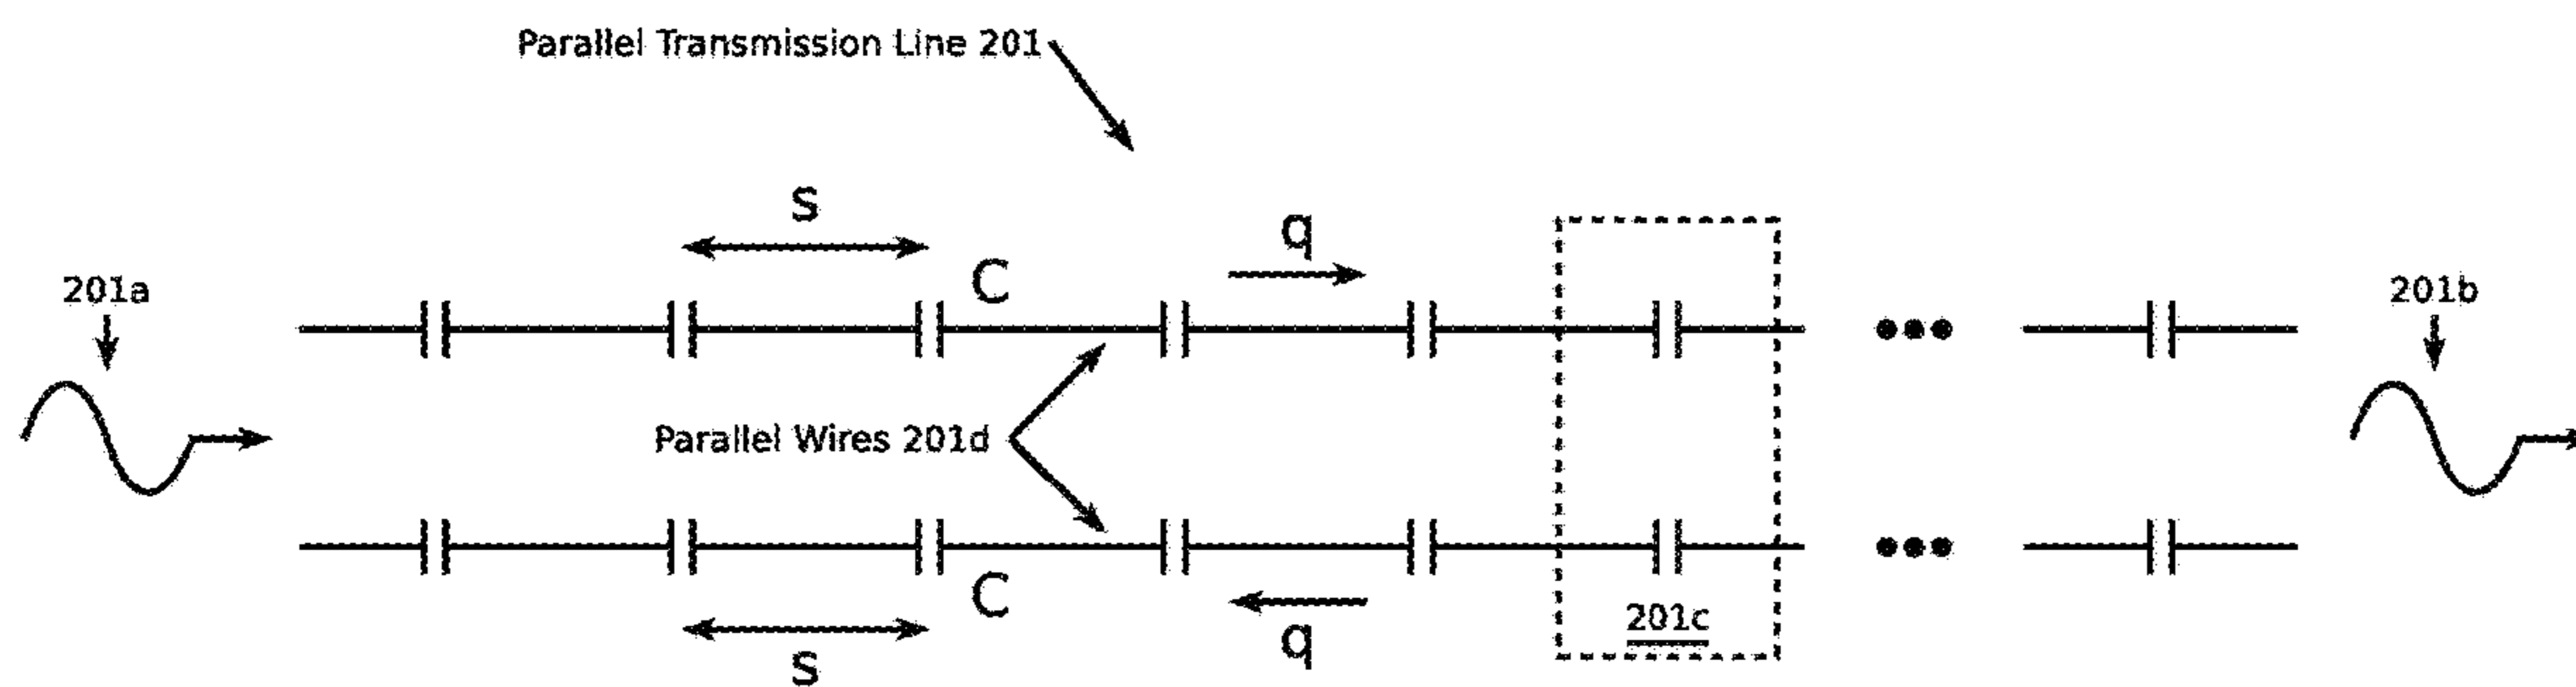 Parallel Transmission Line 201
s
q
C
201a
201b
Parallel Wires 201d
C
201c
q
s